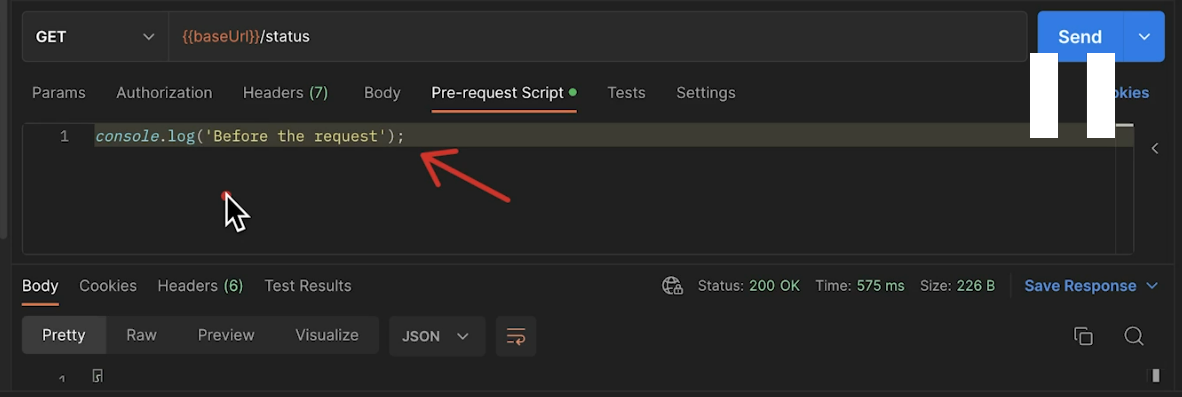 GET {{baseUrl}}/status Send
Params Authorization Headers (7) Body Pre-request Script Tests Settings
1 console.log('Before the request');
Body Cookies Headers (6) Test Results Status: 200 OK Time: 575 ms Size: 226 B Save Response
Pretty Raw Preview Visualize JSON